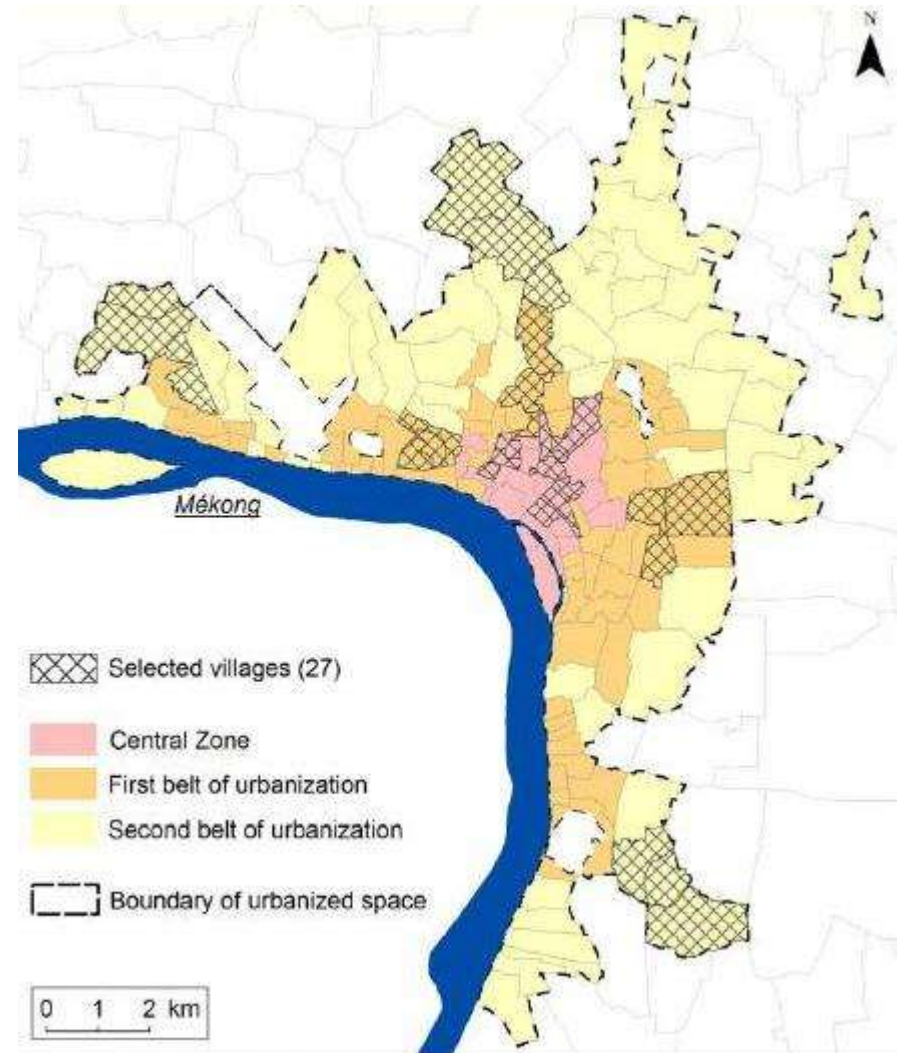 N
Mékong
Selected villages (27)
Central Zone
First belt of urbanization
Second belt of urbanization
Boundary of urbanized space
0 1 2 km